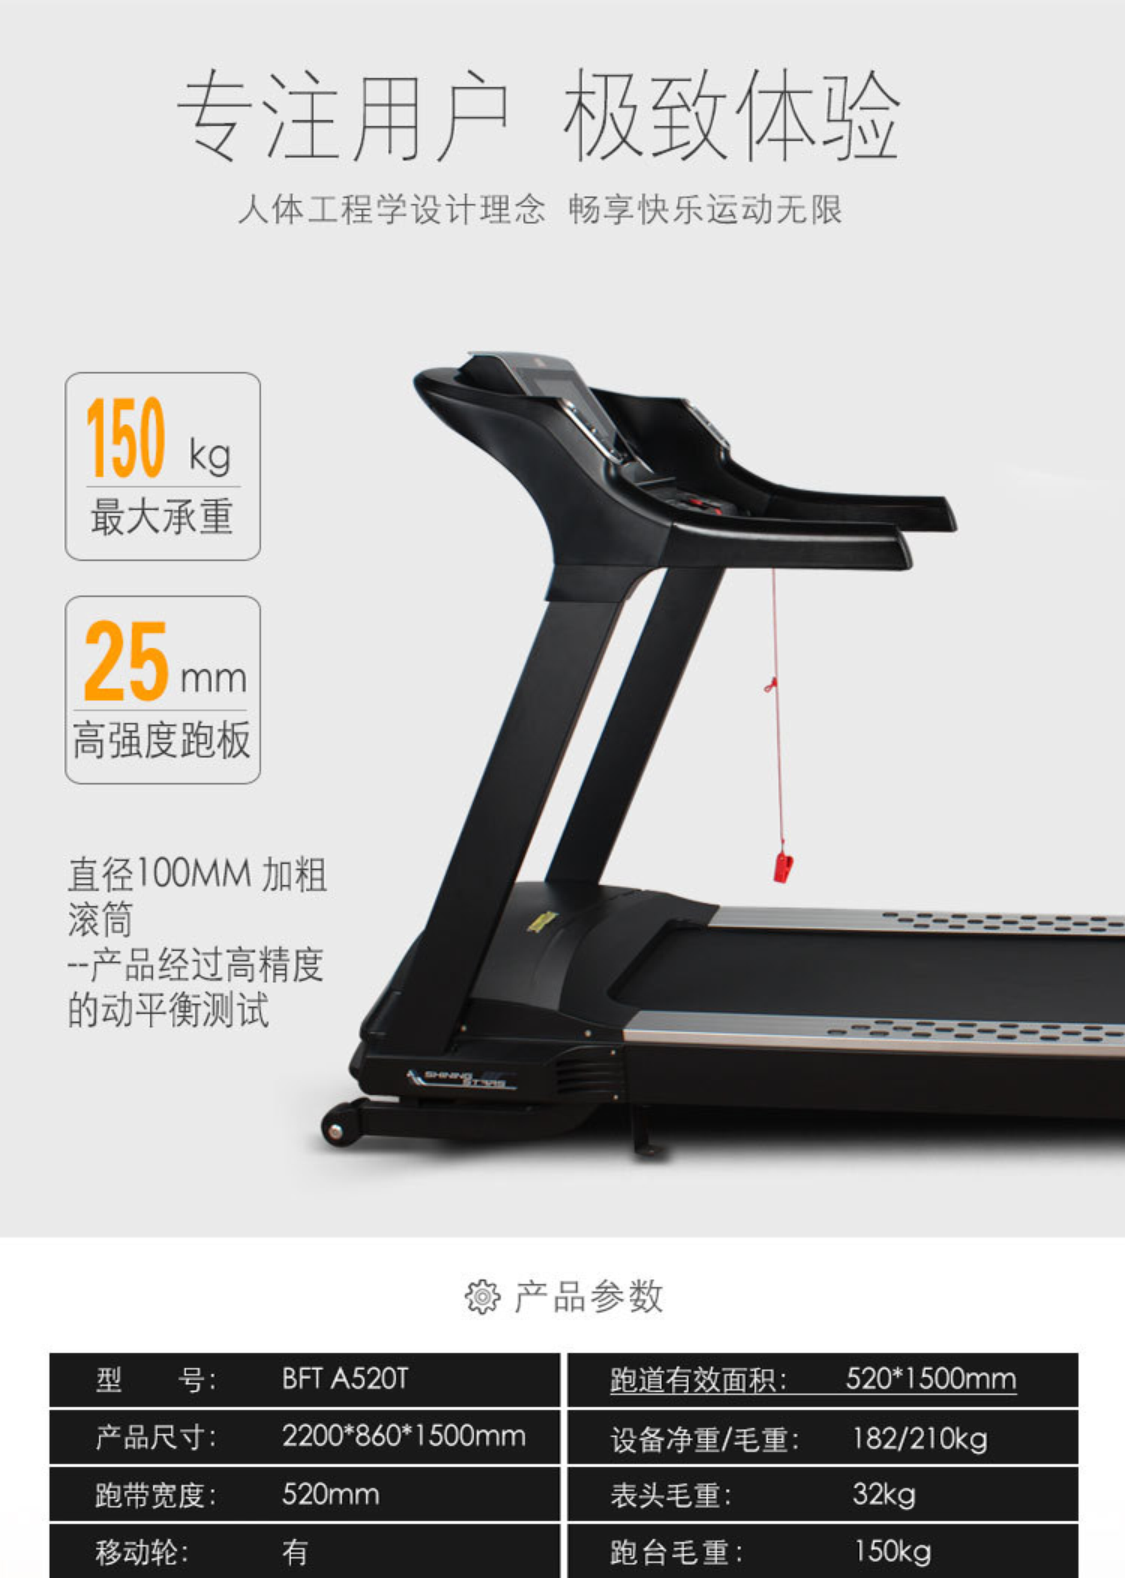 专注用户 极致体验
人体工程学设计理念 畅享快乐运动无限
150 kg
最大承重
25 mm
高强度跑板
直径100MM 加粗
滚筒
--产品经过高精度
的动平衡测试
SHINING
STARS
产品参数
型 号： BFT A520T
跑道有效面积： 520*1500mm
产品尺寸： 2200*860*1500mm
设备净重/毛重： 182/210kg
跑带宽度： 520mm
表头毛重： 32kg
移动轮： 有
跑台毛重： 150kg